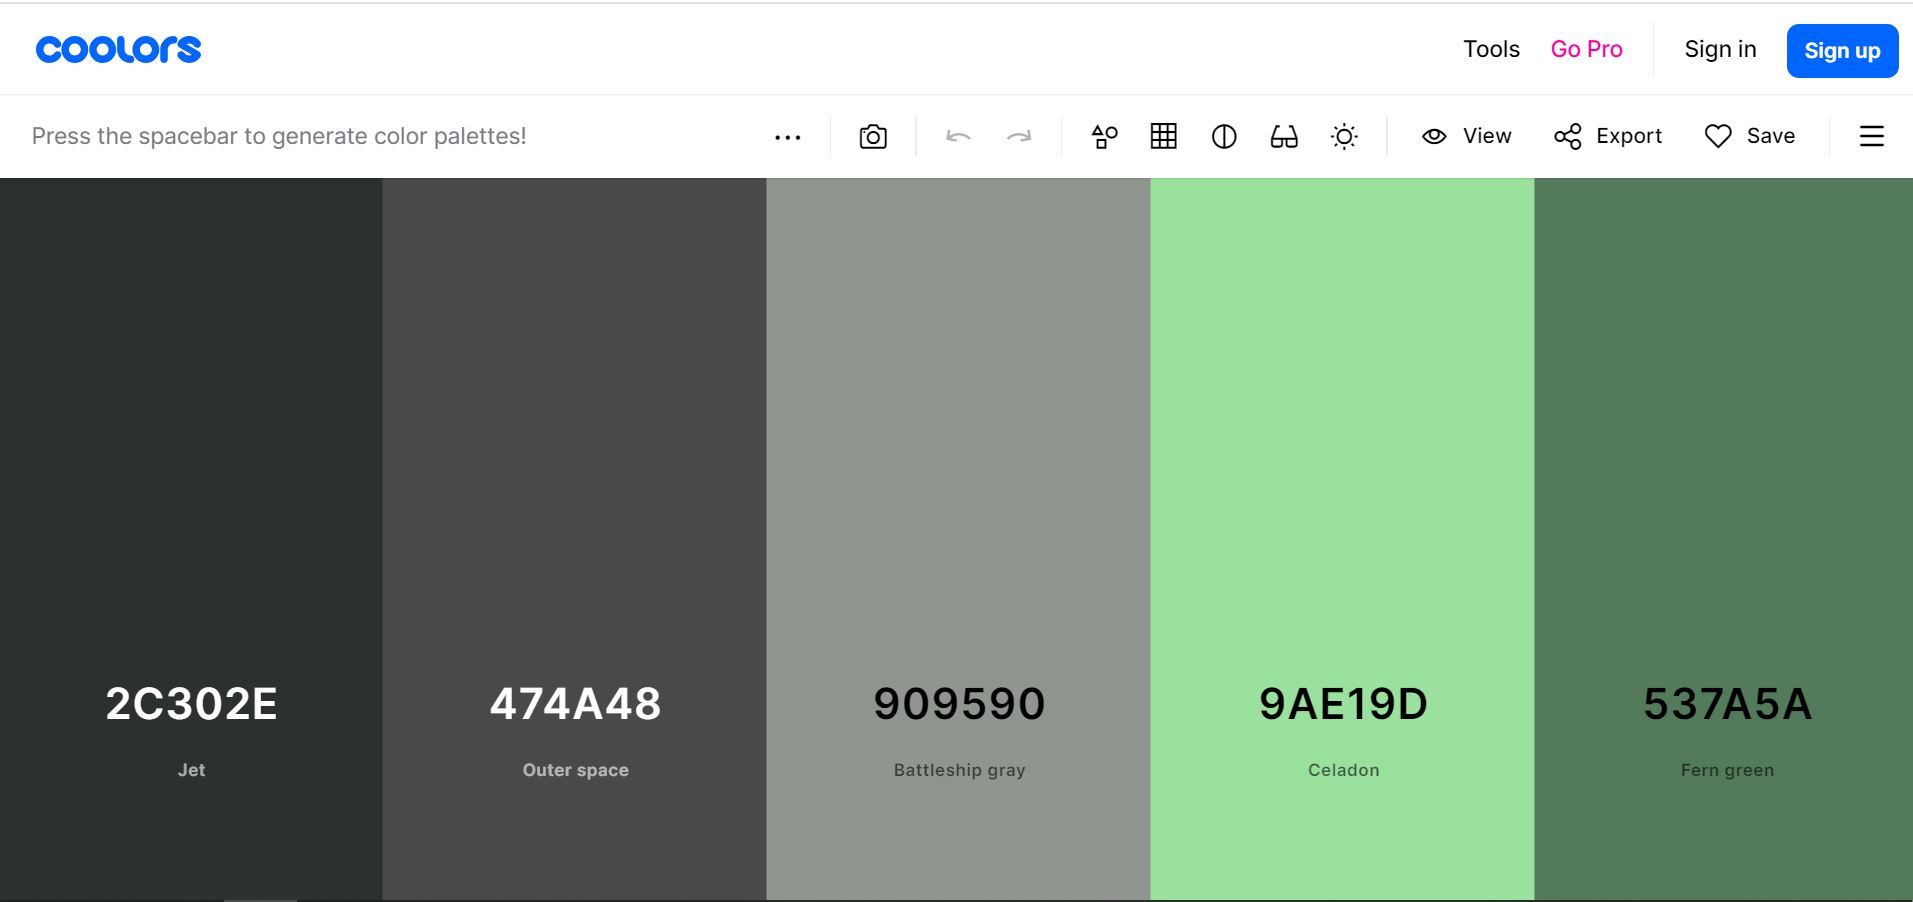 coolors
Tools Go Pro Sign in Sign up
Press the spacebar to generate color palettes! View Export Save
2C302E 474A48 909590 9AE19D 537A5A
Jet Outer space Battleship gray Celadon Fern green